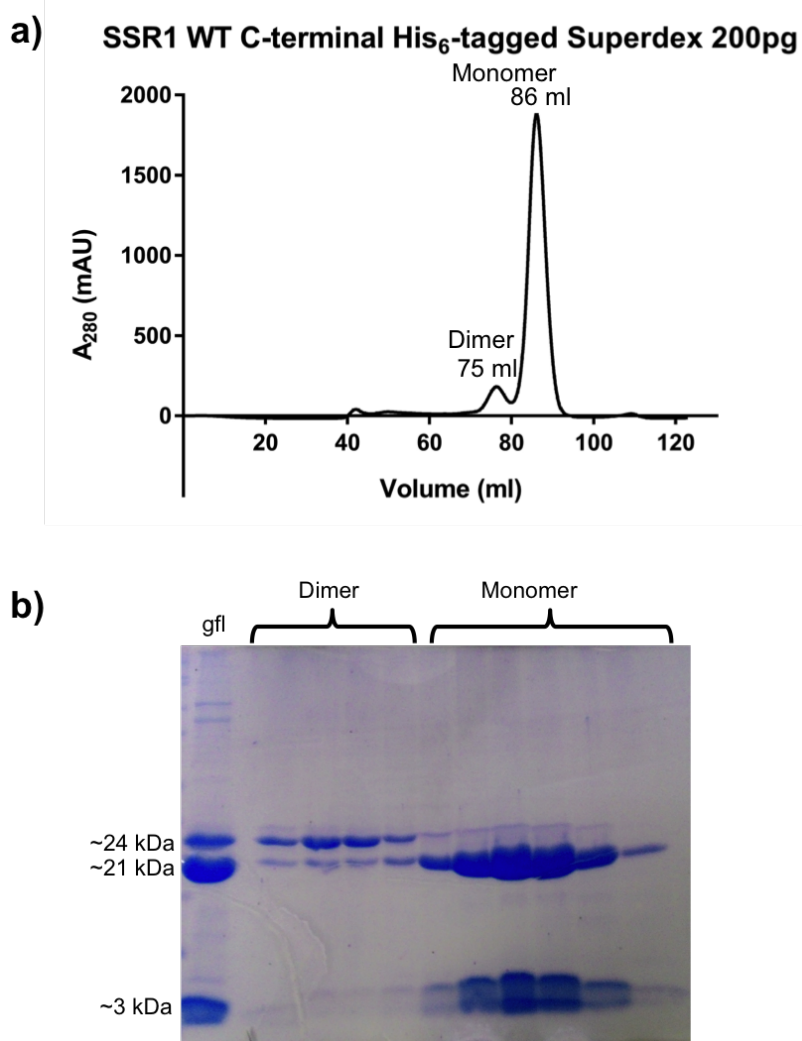 a)
SSR1 WT C-terminal His6-tagged Superdex 200pg
Monomer
86 ml
2000
1500
1000
500
0
A280 (mAU)
Dimer
75 ml
20 40 60 80 100 120
Volume (ml)
b)
gfl Dimer Monomer
~24 kDa
~21 kDa
~3 kDa